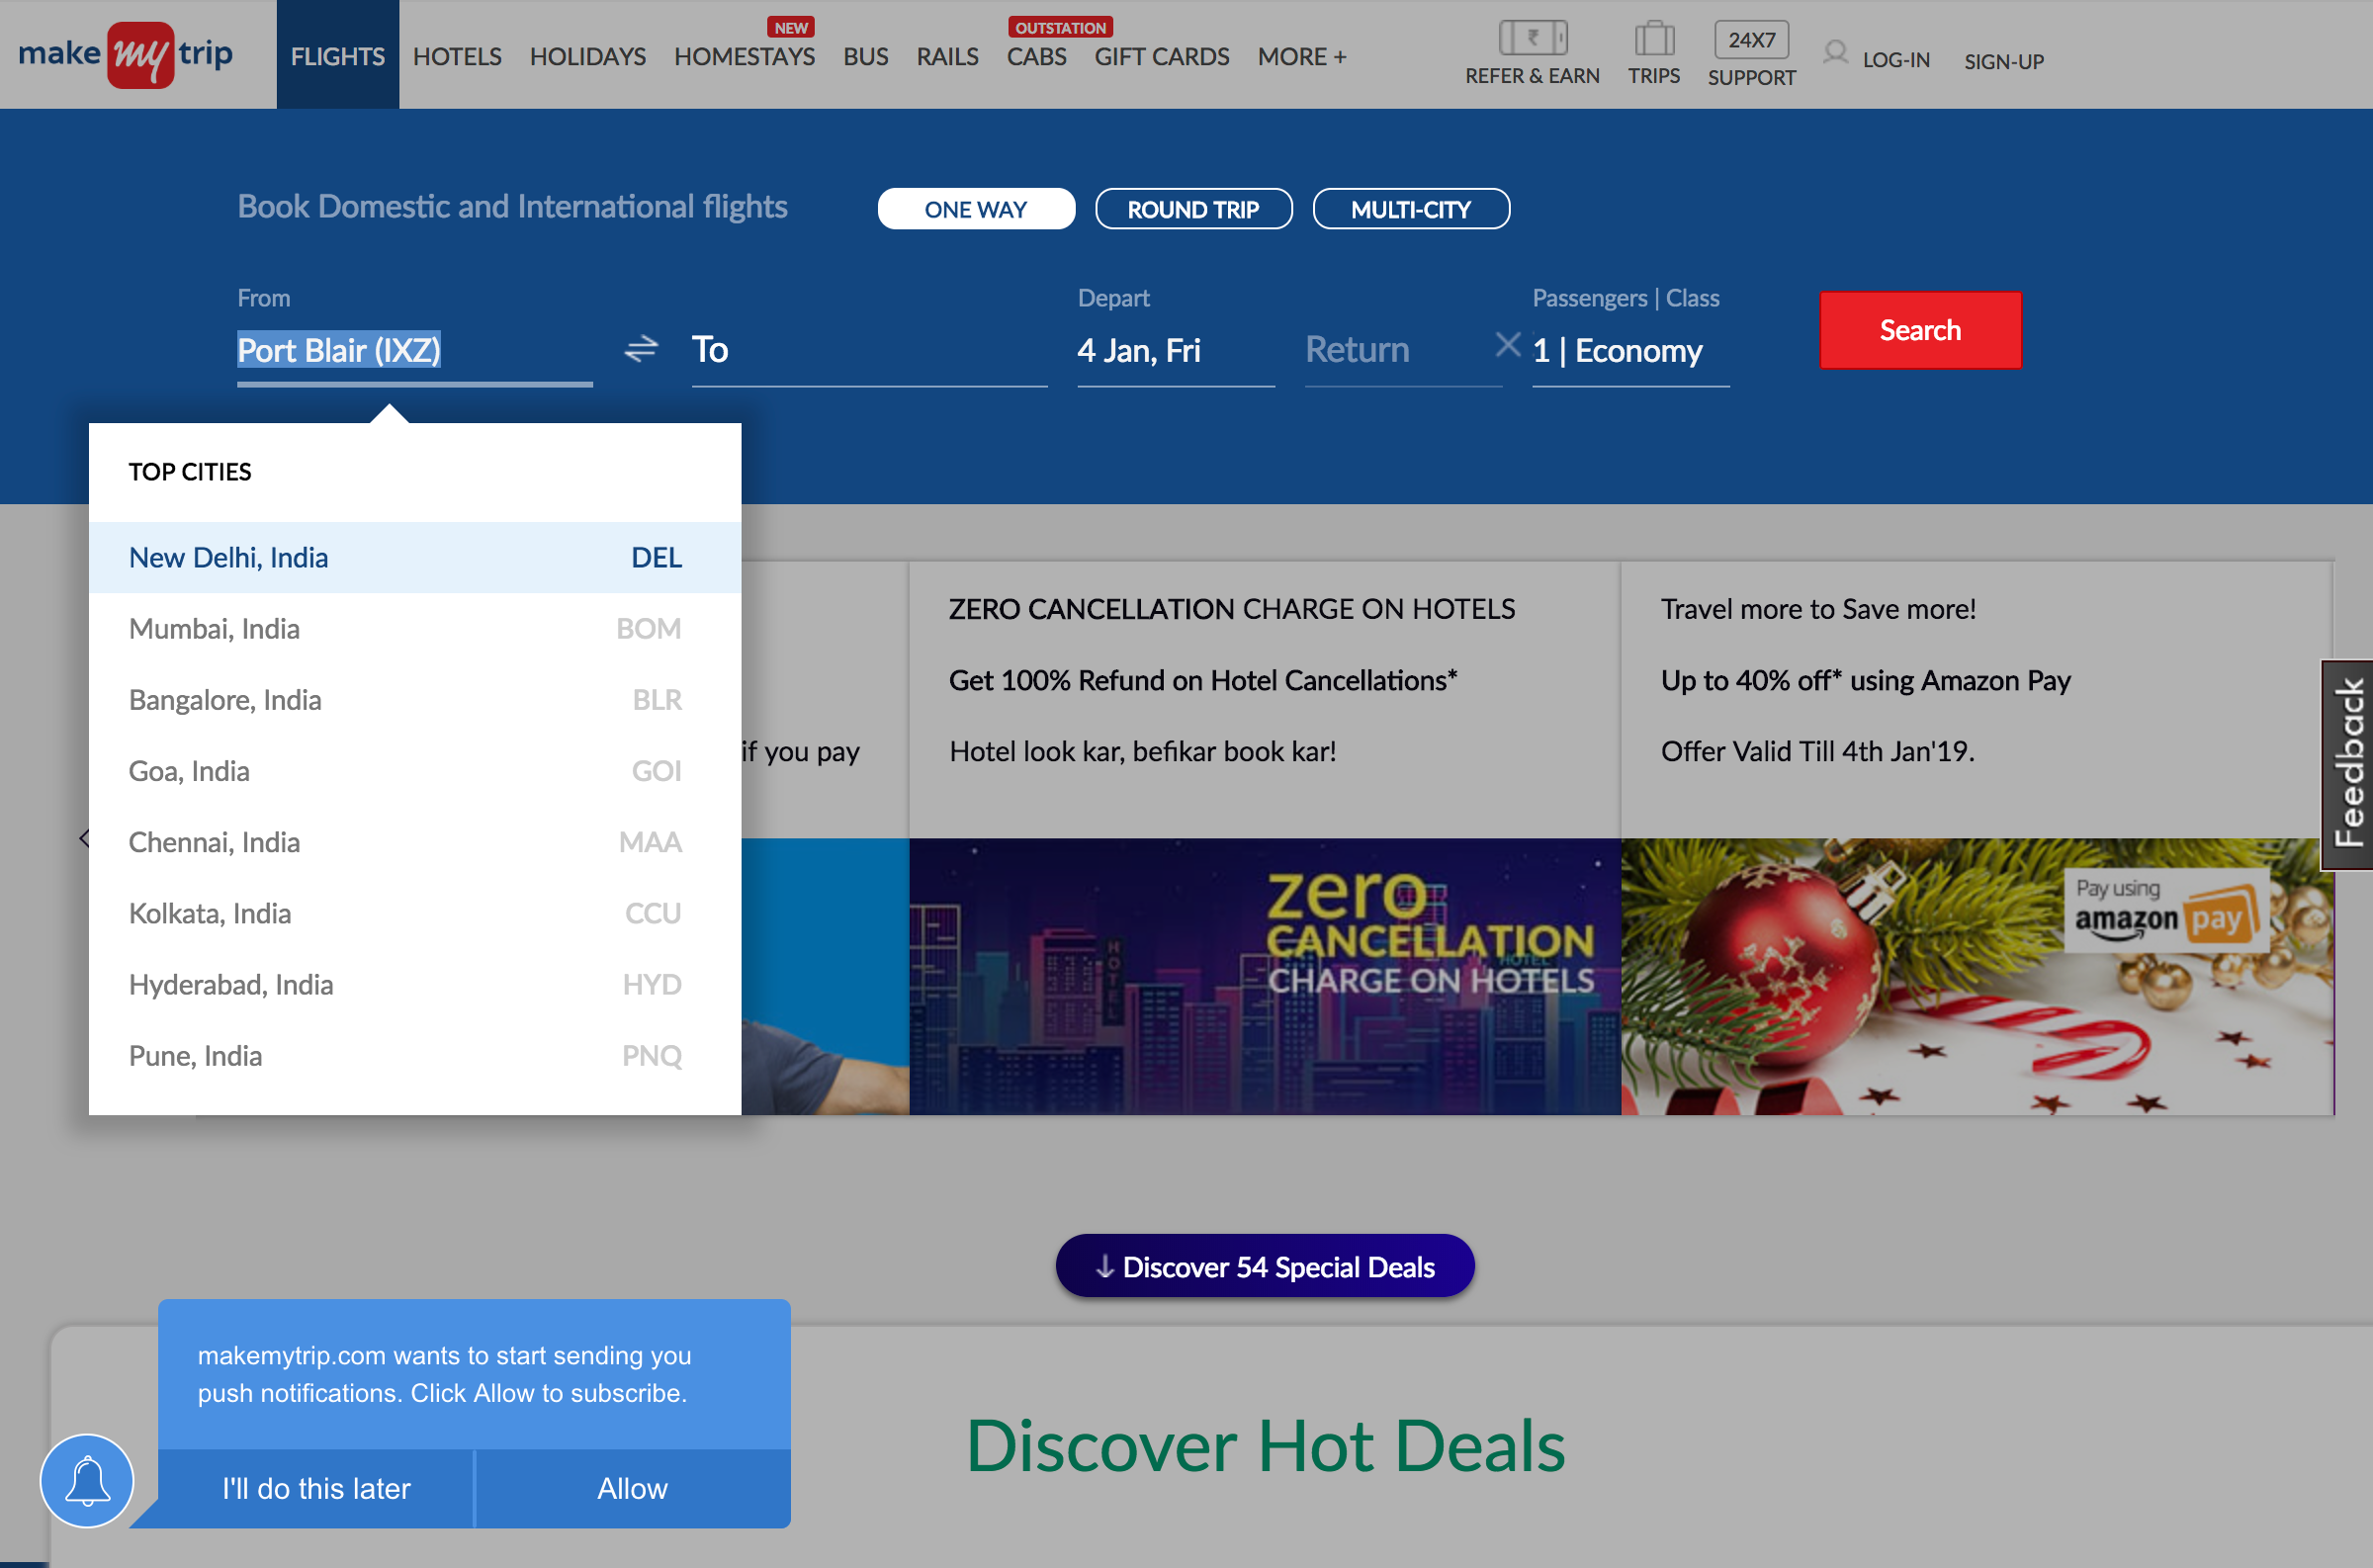 make my trip
FLIGHTS
HOTELS
HOLIDAYS
NEW
HOMESTAYS
BUS
RAILS
OUTSTATION
CABS
GIFT CARDS
MORE +
₹
REFER & EARN
TRIPS
24X7
SUPPORT
LOG-IN
SIGN-UP
Book Domestic and International flights
ONE WAY
ROUND TRIP
MULTI-CITY
From
Port Blair (IXZ)
To
Depart
4 Jan, Fri
Return
Passengers | Class
1 | Economy
Search
TOP CITIES
New Delhi, India DEL
Mumbai, India BOM
Bangalore, India BLR
Goa, India GOI
Chennai, India MAA
Kolkata, India CCU
Hyderabad, India HYD
Pune, India PNQ
if you pay
ZERO CANCELLATION CHARGE ON HOTELS
Get 100% Refund on Hotel Cancellations*
Hotel look kar, befikar book kar!
zero
CANCELLATION
CHARGE ON HOTELS
HOTEL
HOTEL
Travel more to Save more!
Up to 40% off* using Amazon Pay
Offer Valid Till 4th Jan'19.
Pay using
amazon pay
Feedback
Discover 54 Special Deals
makemytrip.com wants to start sending you
push notifications. Click Allow to subscribe.
I'll do this later
Allow
Discover Hot Deals